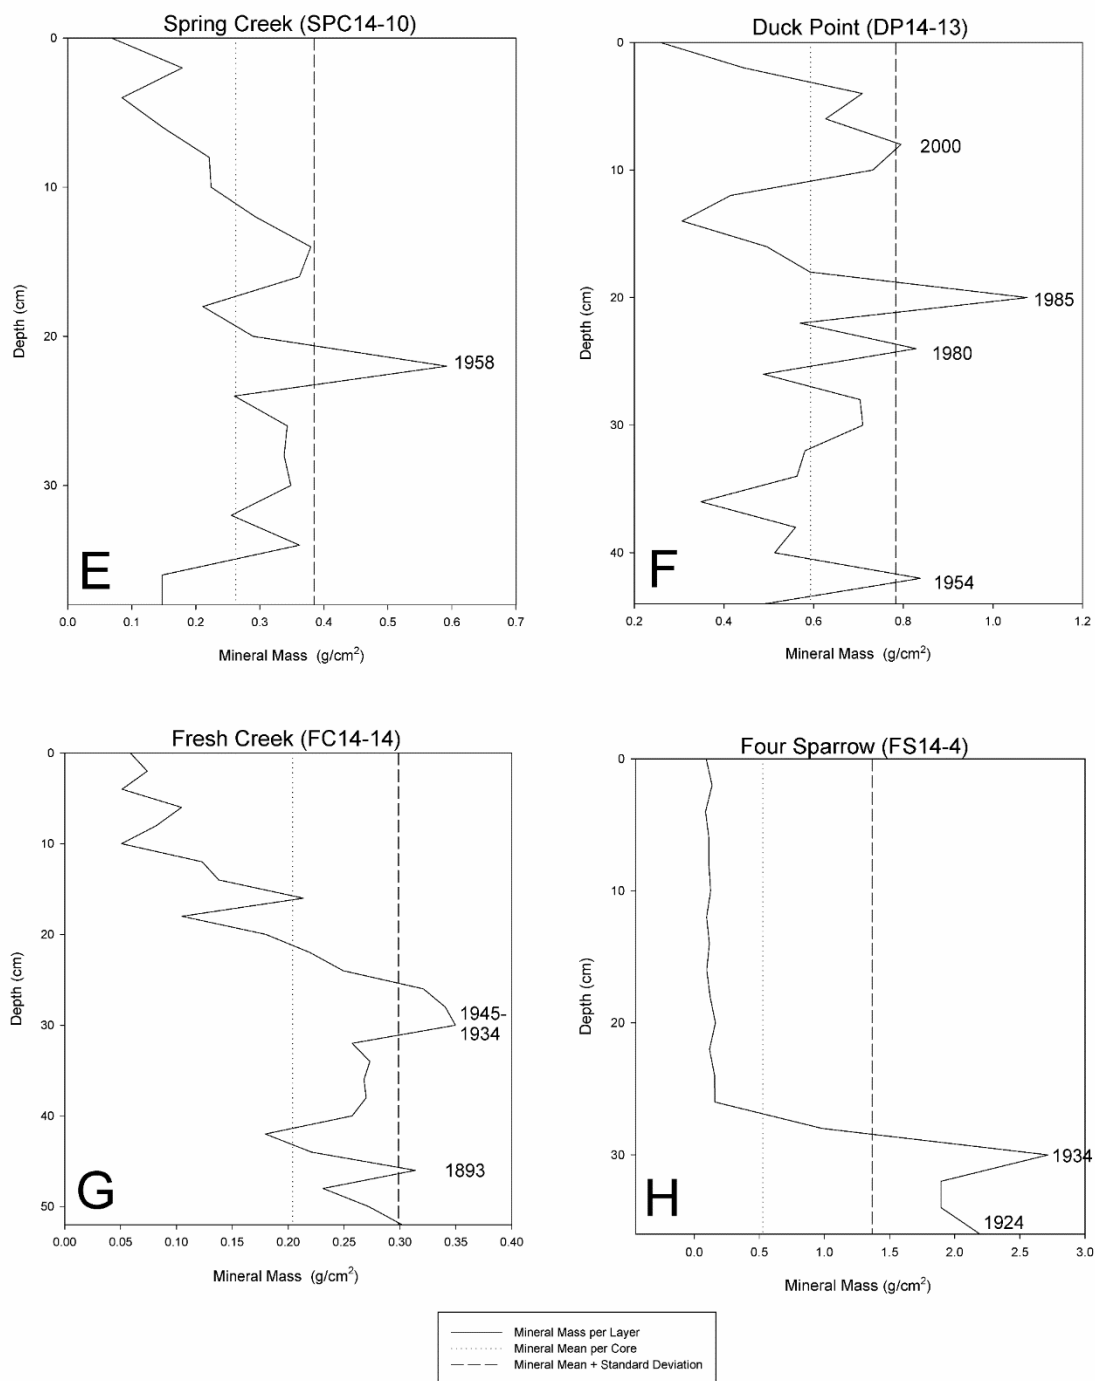 Spring Creek (SPC14-10)
0
10
20
30
Depth (cm)
1958
E
0.0 0.1 0.2 0.3 0.4 0.5 0.6 0.7
Mineral Mass (g/cm²)
Duck Point (DP14-13)
0
10
20
30
40
Depth (cm)
2000
1985
1980
1954
F
0.2 0.4 0.6 0.8 1.0 1.2
Mineral Mass (g/cm²)
Fresh Creek (FC14-14)
0
10
20
30
40
50
Depth (cm)
1945-
1934
1893
G
0.00 0.05 0.10 0.15 0.20 0.25 0.30 0.35 0.40
Mineral Mass (g/cm²)
Four Sparrow (FS14-4)
0
10
20
30
Depth (cm)
1934
1924
H
0.0 0.5 1.0 1.5 2.0 2.5 3.0
Mineral Mass (g/cm²)
Mineral Mass per Layer
Mineral Mean per Core
Mineral Mean + Standard Deviation